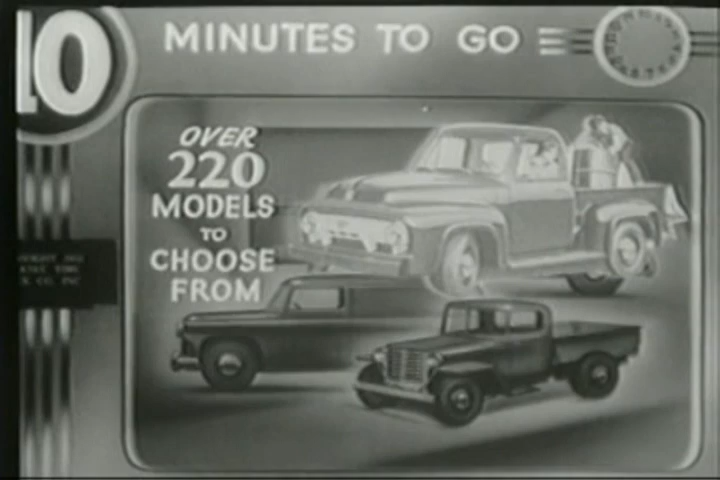 10 MINUTES TO GO
OVER
220
MODELS
TO
CHOOSE
FROM